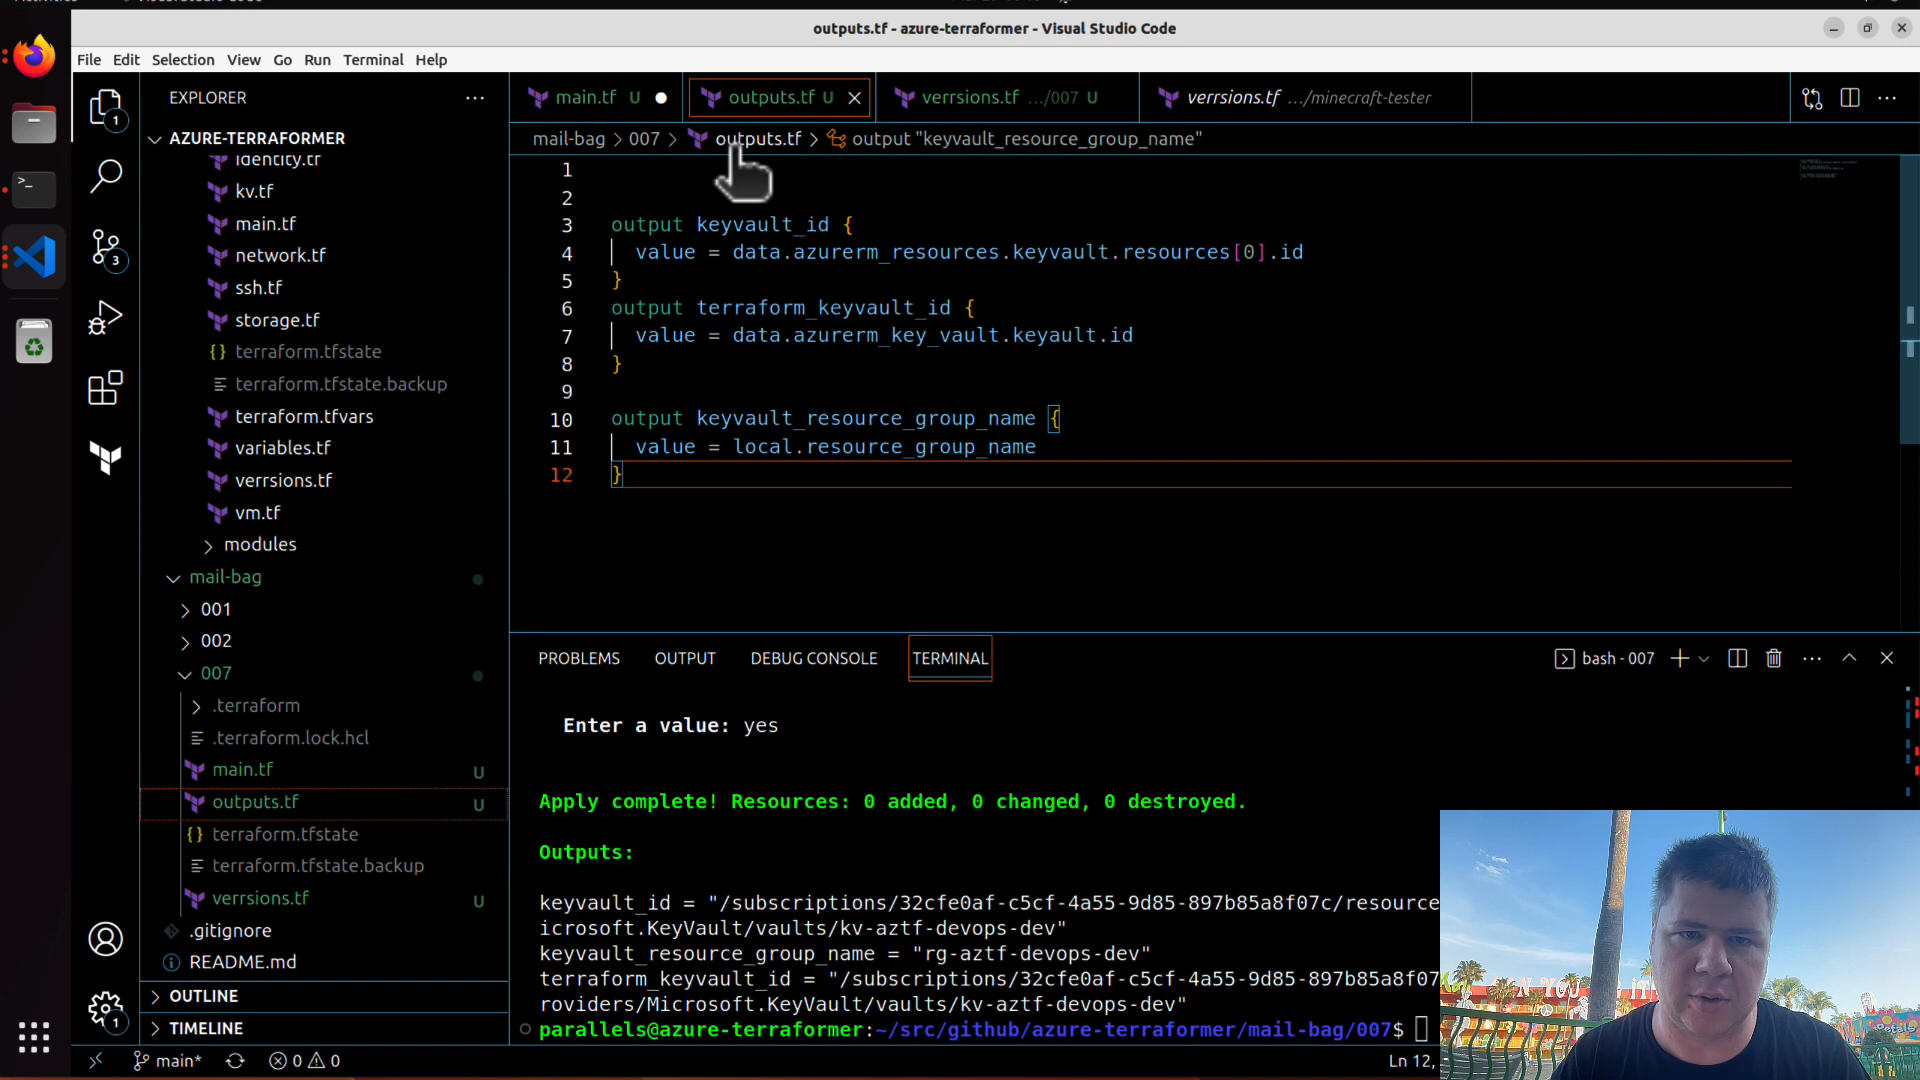 outputs.tf - azure-terraformer - Visual Studio Code
File Edit Selection View Go Run Terminal Help
EXPLORER
AZURE-TERRAFORMER
identity.tf
kv.tf
main.tf
network.tf
ssh.tf
storage.tf
terraform.tfstate
terraform.tfstate.backup
terraform.tfvars
variables.tf
verrsions.tf
vm.tf
modules
mail-bag
001
002
007
.terraform
.terraform.lock.hcl
main.tf U
outputs.tf U
terraform.tfstate
terraform.tfstate.backup
verrsions.tf U
.gitignore
README.md
OUTLINE
TIMELINE
1
3
1
main.tf U
outputs.tf U
verrsions.tf .../007 U
verrsions.tf .../minecraft-tester
mail-bag > 007 > outputs.tf > output "keyvault_resource_group_name"
1
2
3 output keyvault_id {
4 value = data.azurerm_resources.keyvault.resources[0].id
5 }
6 output terraform_keyvault_id {
7 value = data.azurerm_key_vault.keyault.id
8 }
9
10 output keyvault_resource_group_name {
11 value = local.resource_group_name
12 }
PROBLEMS OUTPUT DEBUG CONSOLE TERMINAL
bash - 007
Enter a value: yes
Apply complete! Resources: 0 added, 0 changed, 0 destroyed.
Outputs:
keyvault_id = "/subscriptions/32cfe0af-c5cf-4a55-9d85-897b85a8f07c/resource
icrosoft.KeyVault/vaults/kv-aztf-devops-dev"
keyvault_resource_group_name = "rg-aztf-devops-dev"
terraform_keyvault_id = "/subscriptions/32cfe0af-c5cf-4a55-9d85-897b85a8f07
roviders/Microsoft.KeyVault/vaults/kv-aztf-devops-dev"
parallels@azure-terraformer:~/src/github/azure-terraformer/mail-bag/007$
main* 0 0
Ln 12,